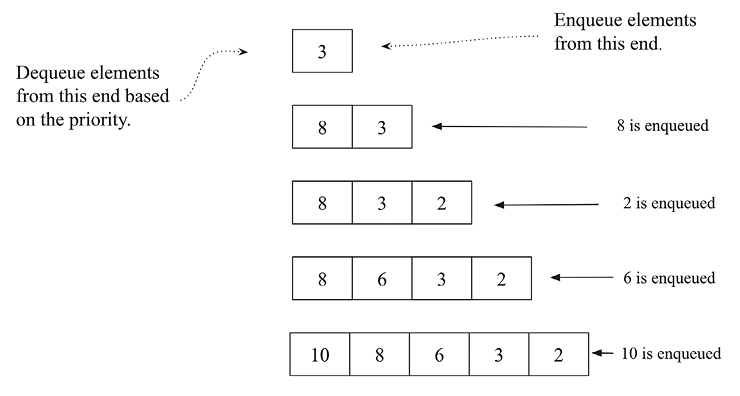 Enqueue elements
from this end.
3
Dequeue elements
from this end based
on the priority.
8 3
8 is enqueued
8 3 2
2 is enqueued
8 6 3 2
6 is enqueued
10 8 6 3 2
10 is enqueued